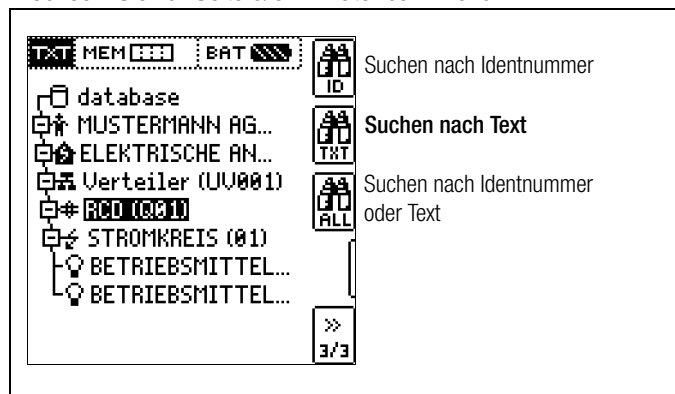 TXT MEM BAT
database
MUSTERMANN AG...
ELEKTRISCHE AN...
Verteiler (UV001)
RCD (Q01)
STROMKREIS (01)
BETRIEBSMITTEL...
BETRIEBSMITTEL...
ID
Suchen nach Identnummer
TXT
Suchen nach Text
ALL
Suchen nach Identnummer
oder Text
>>
3/3